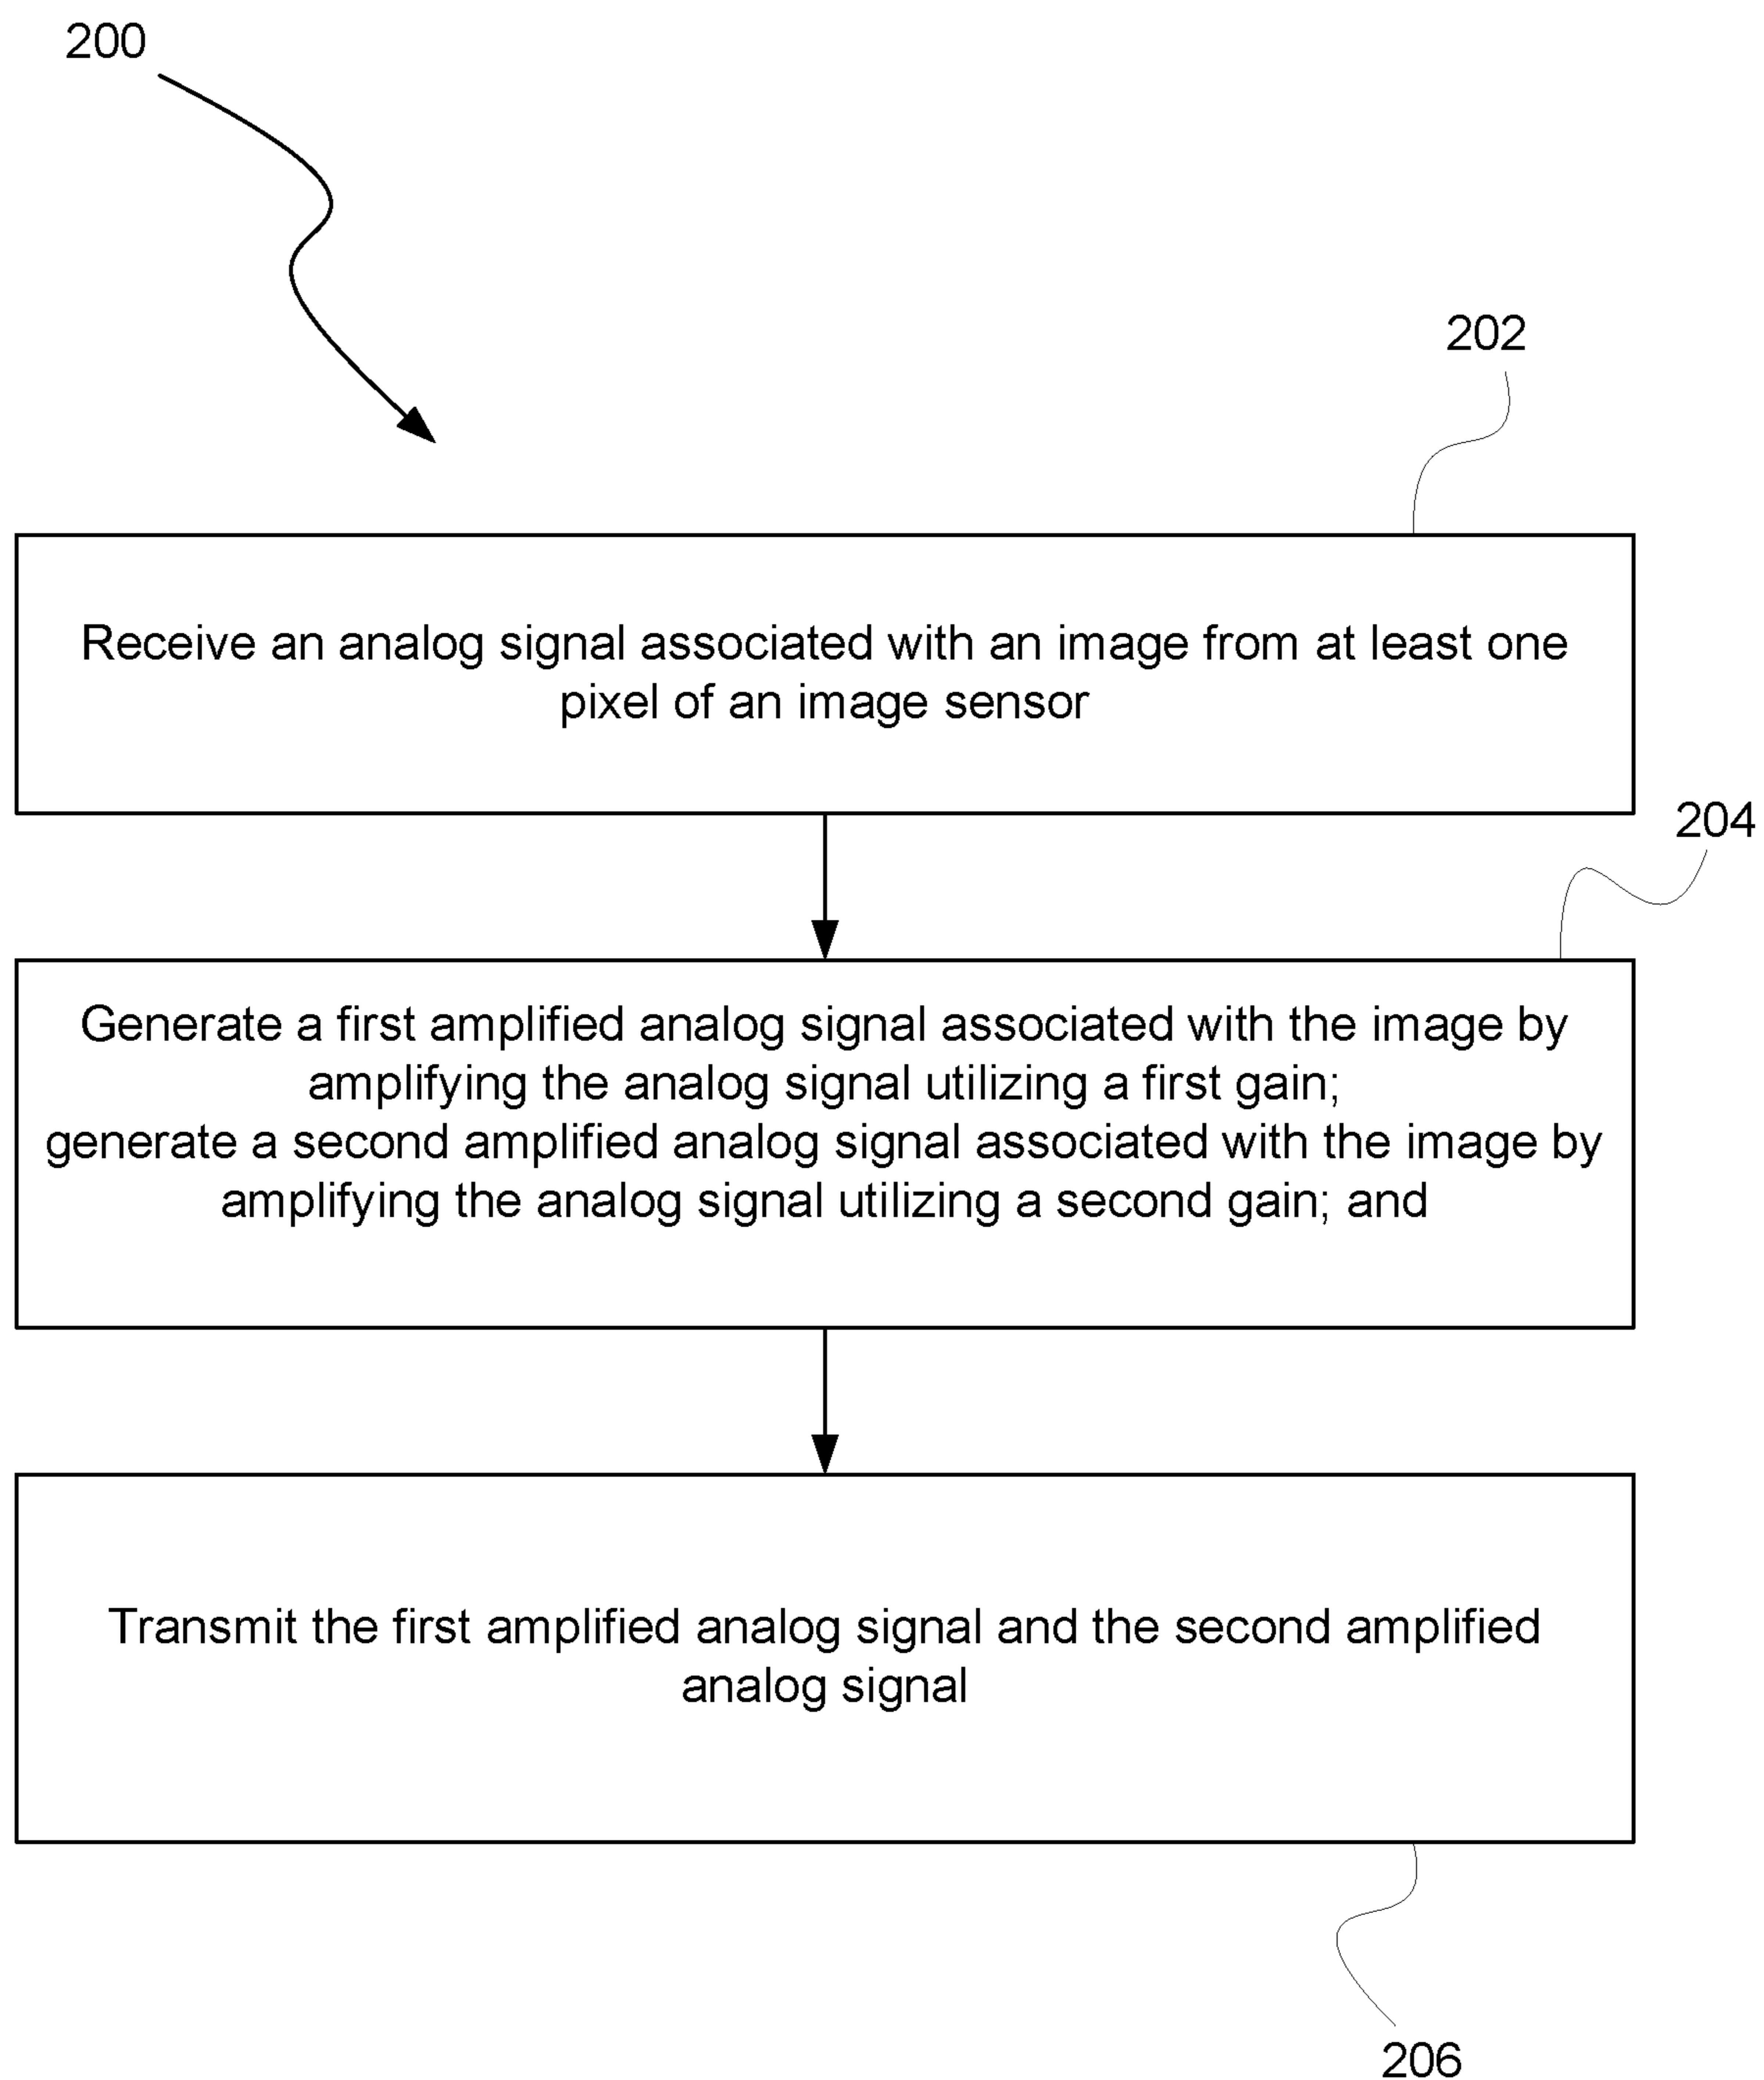 200
202
Receive an analog signal associated with an image from at least one
pixel of an image sensor
204
Generate a first amplified analog signal associated with the image by
amplifying the analog signal utilizing a first gain;
generate a second amplified analog signal associated with the image by
amplifying the analog signal utilizing a second gain; and
Transmit the first amplified analog signal and the second amplified
analog signal
206